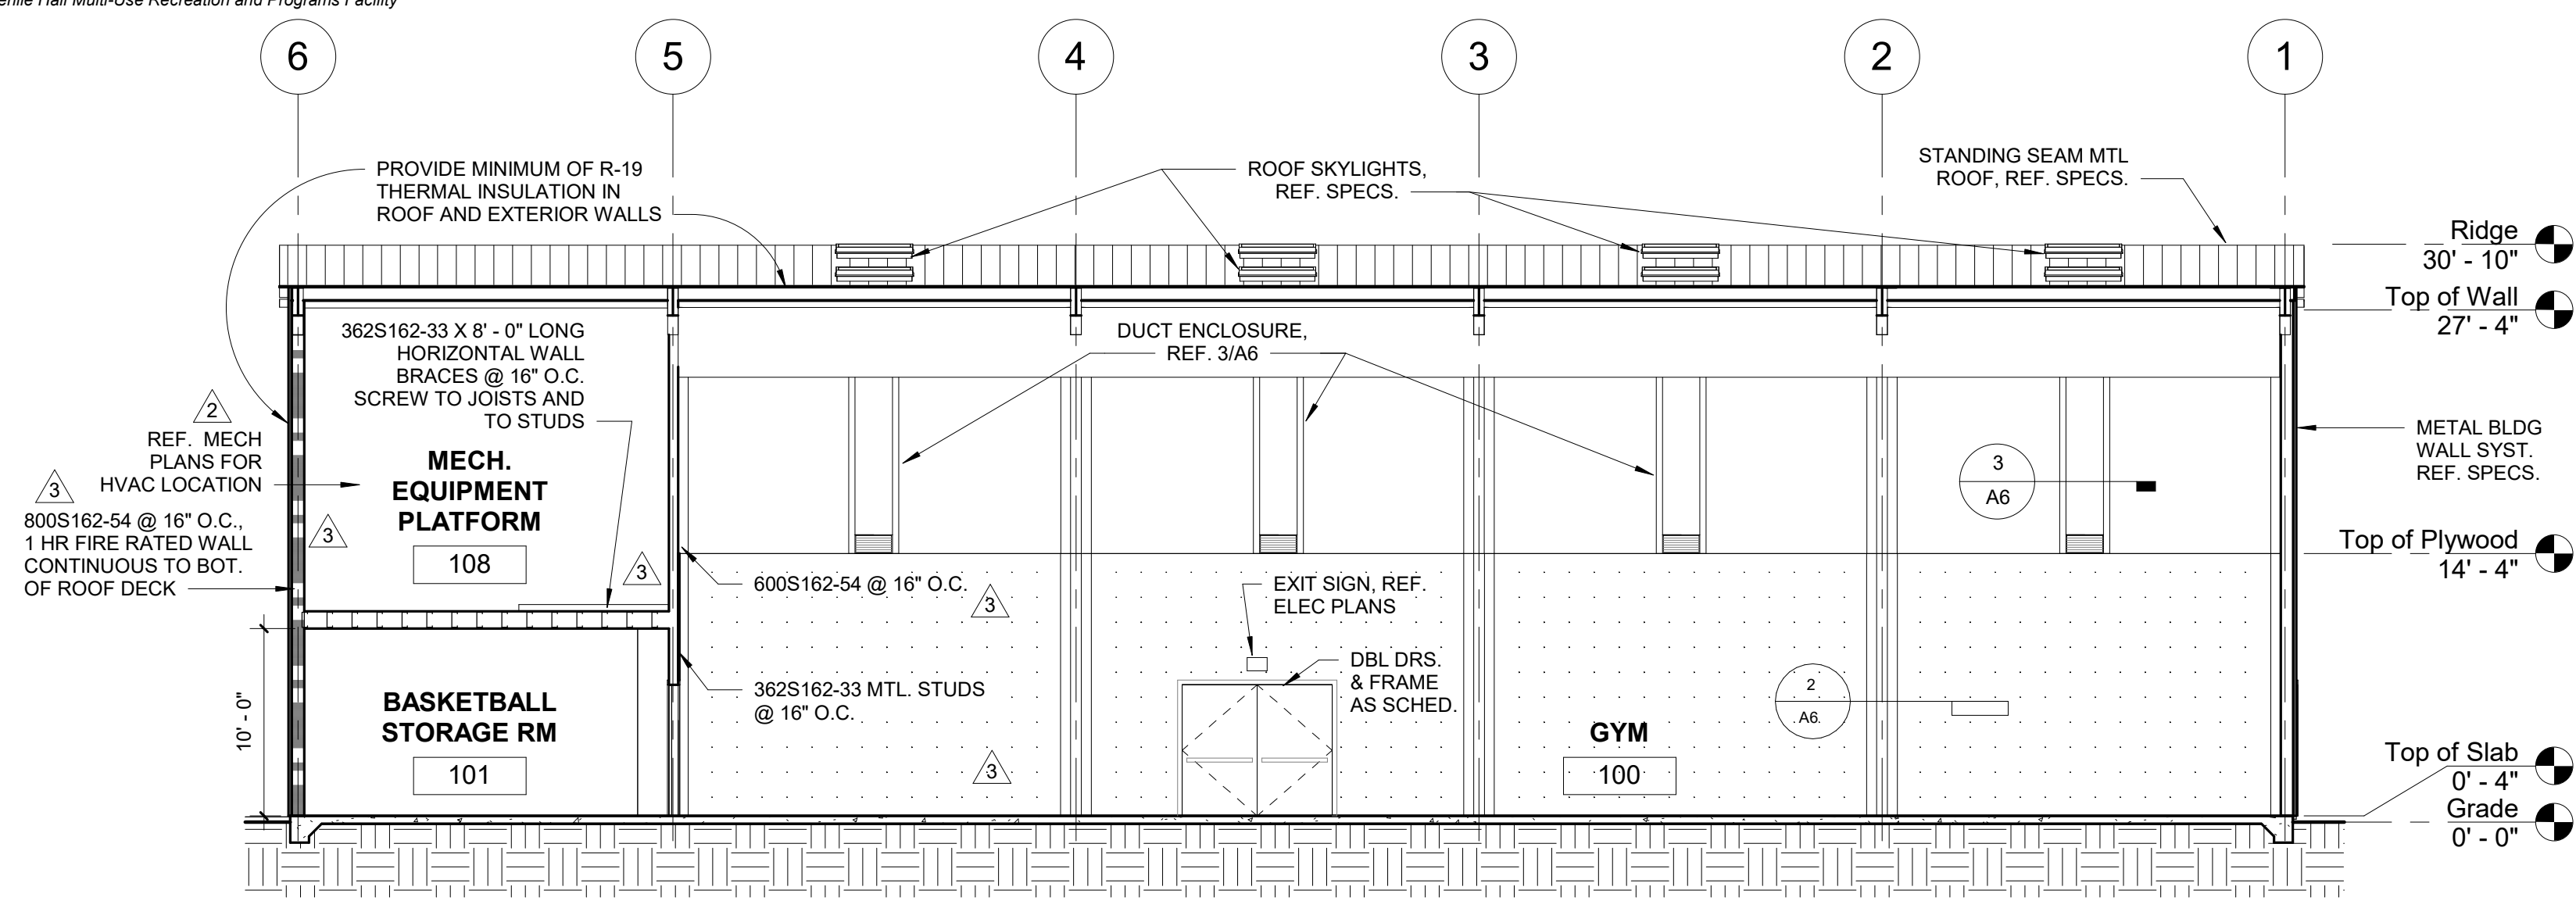 Hall Multi-Use Recreation and Programs Facility
6
5
4
3
2
1
PROVIDE MINIMUM OF R-19
THERMAL INSULATION IN
ROOF AND EXTERIOR WALLS
ROOF SKYLIGHTS,
REF. SPECS.
STANDING SEAM MTL
ROOF, REF. SPECS.
Ridge
30' - 10"
Top of Wall
27' - 4"
362S162-33 X 8' - 0" LONG
HORIZONTAL WALL
BRACES @ 16" O.C.
SCREW TO JOISTS AND
TO STUDS
DUCT ENCLOSURE,
REF. 3/A6
2
REF. MECH
PLANS FOR
HVAC LOCATION
3
800S162-54 @ 16" O.C.,
1 HR FIRE RATED WALL
CONTINUOUS TO BOT.
OF ROOF DECK
3
MECH.
EQUIPMENT
PLATFORM
108
3
METAL BLDG
WALL SYST.
REF. SPECS.
3
A6
Top of Plywood
14' - 4"
600S162-54 @ 16" O.C.
3
EXIT SIGN, REF.
ELEC PLANS
DBL DRS.
& FRAME
AS SCHED.
362S162-33 MTL. STUDS
@ 16" O.C.
3
10' - 0"
BASKETBALL
STORAGE RM
101
GYM
100
2
A6
Top of Slab
0' - 4"
Grade
0' - 0"